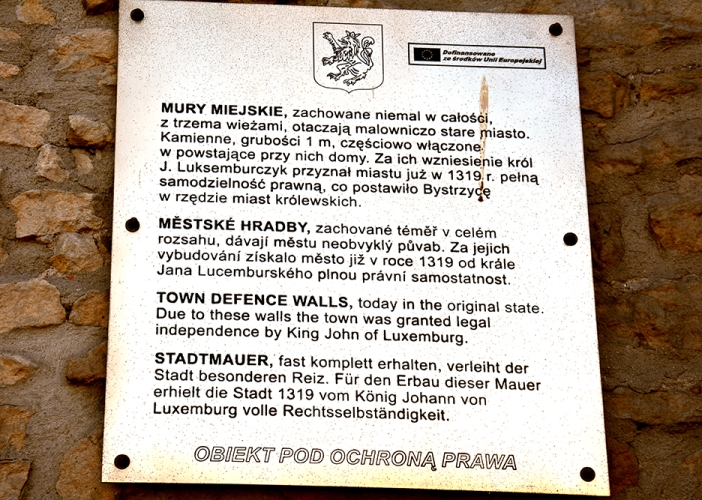 Dofinansowane
ze środków Unii Europejskiej
MURY MIEJSKIE, zachowane niemal w całości,
z trzema wieżami, otaczają malowniczo stare miasto.
Kamienne, grubości 1 m, częściowo włączone
w powstające przy nich domy. Za ich wzniesienie król
J. Luksemburczyk przyznał miastu już w 1319 r. pełną
samodzielność prawną, co postawiło Bystrzycę
w rzędzie miast królewskich.
MĚSTSKÉ HRADBY, zachované téměř v celém
rozsahu, dávají městu neobvyklý půvab. Za jejich
vybudování získalo město již v roce 1319 od krále
Jana Lucemburského plnou právní samostatnost.
TOWN DEFENCE WALLS, today in the original state.
Due to these walls the town was granted legal
independence by King John of Luxemburg.
STADTMAUER, fast komplett erhalten, verleiht der
Stadt besonderen Reiz. Für den Erbau dieser Mauer
erhielt die Stadt 1319 vom König Johann von
Luxemburg volle Rechtsselbständigkeit.
OBIEKT POD OCHRONĄ PRAWA